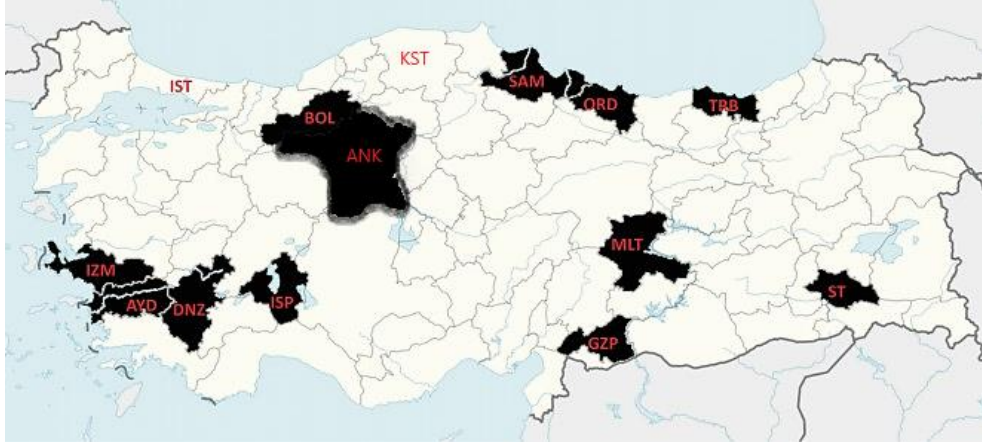 KST
IST
SAM
ORD
TRB
BOL
ANK
MLT
IZM
ST
AYD
DNZ
ISP
GZP